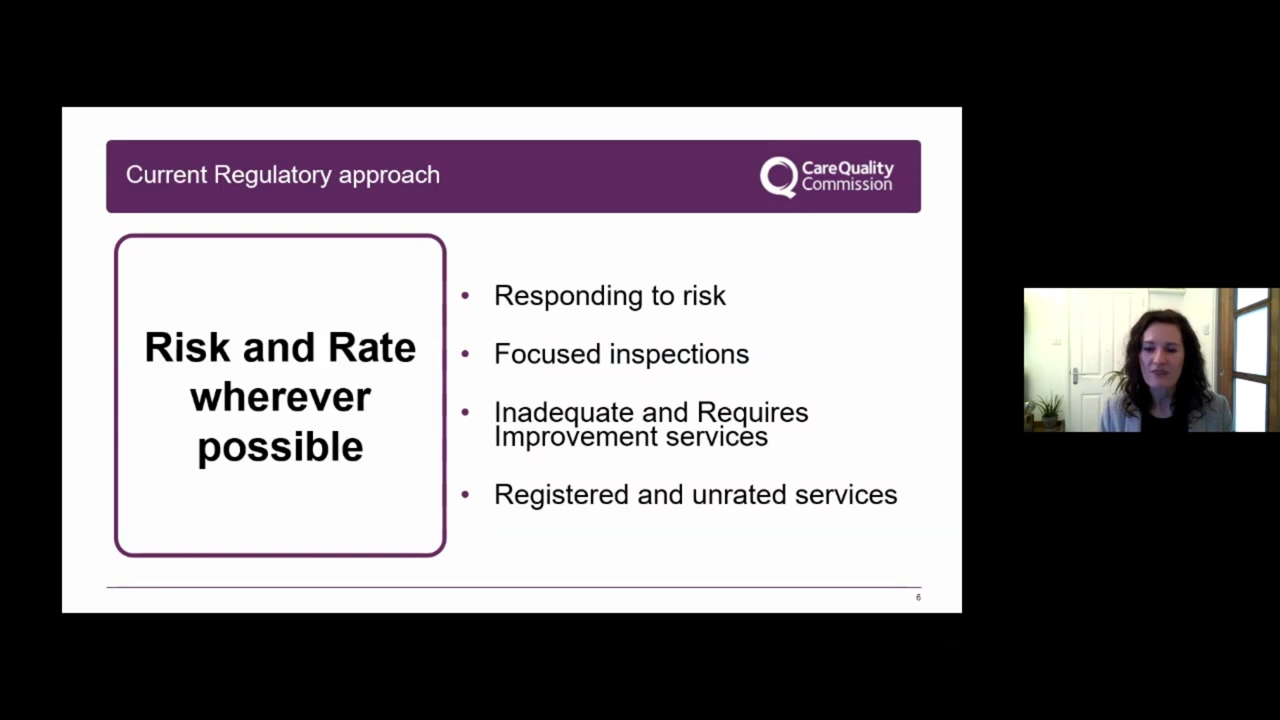 Current Regulatory approach
CareQuality
Commission
Risk and Rate
wherever
possible
• Responding to risk
• Focused inspections
• Inadequate and Requires
Improvement services
• Registered and unrated services
6